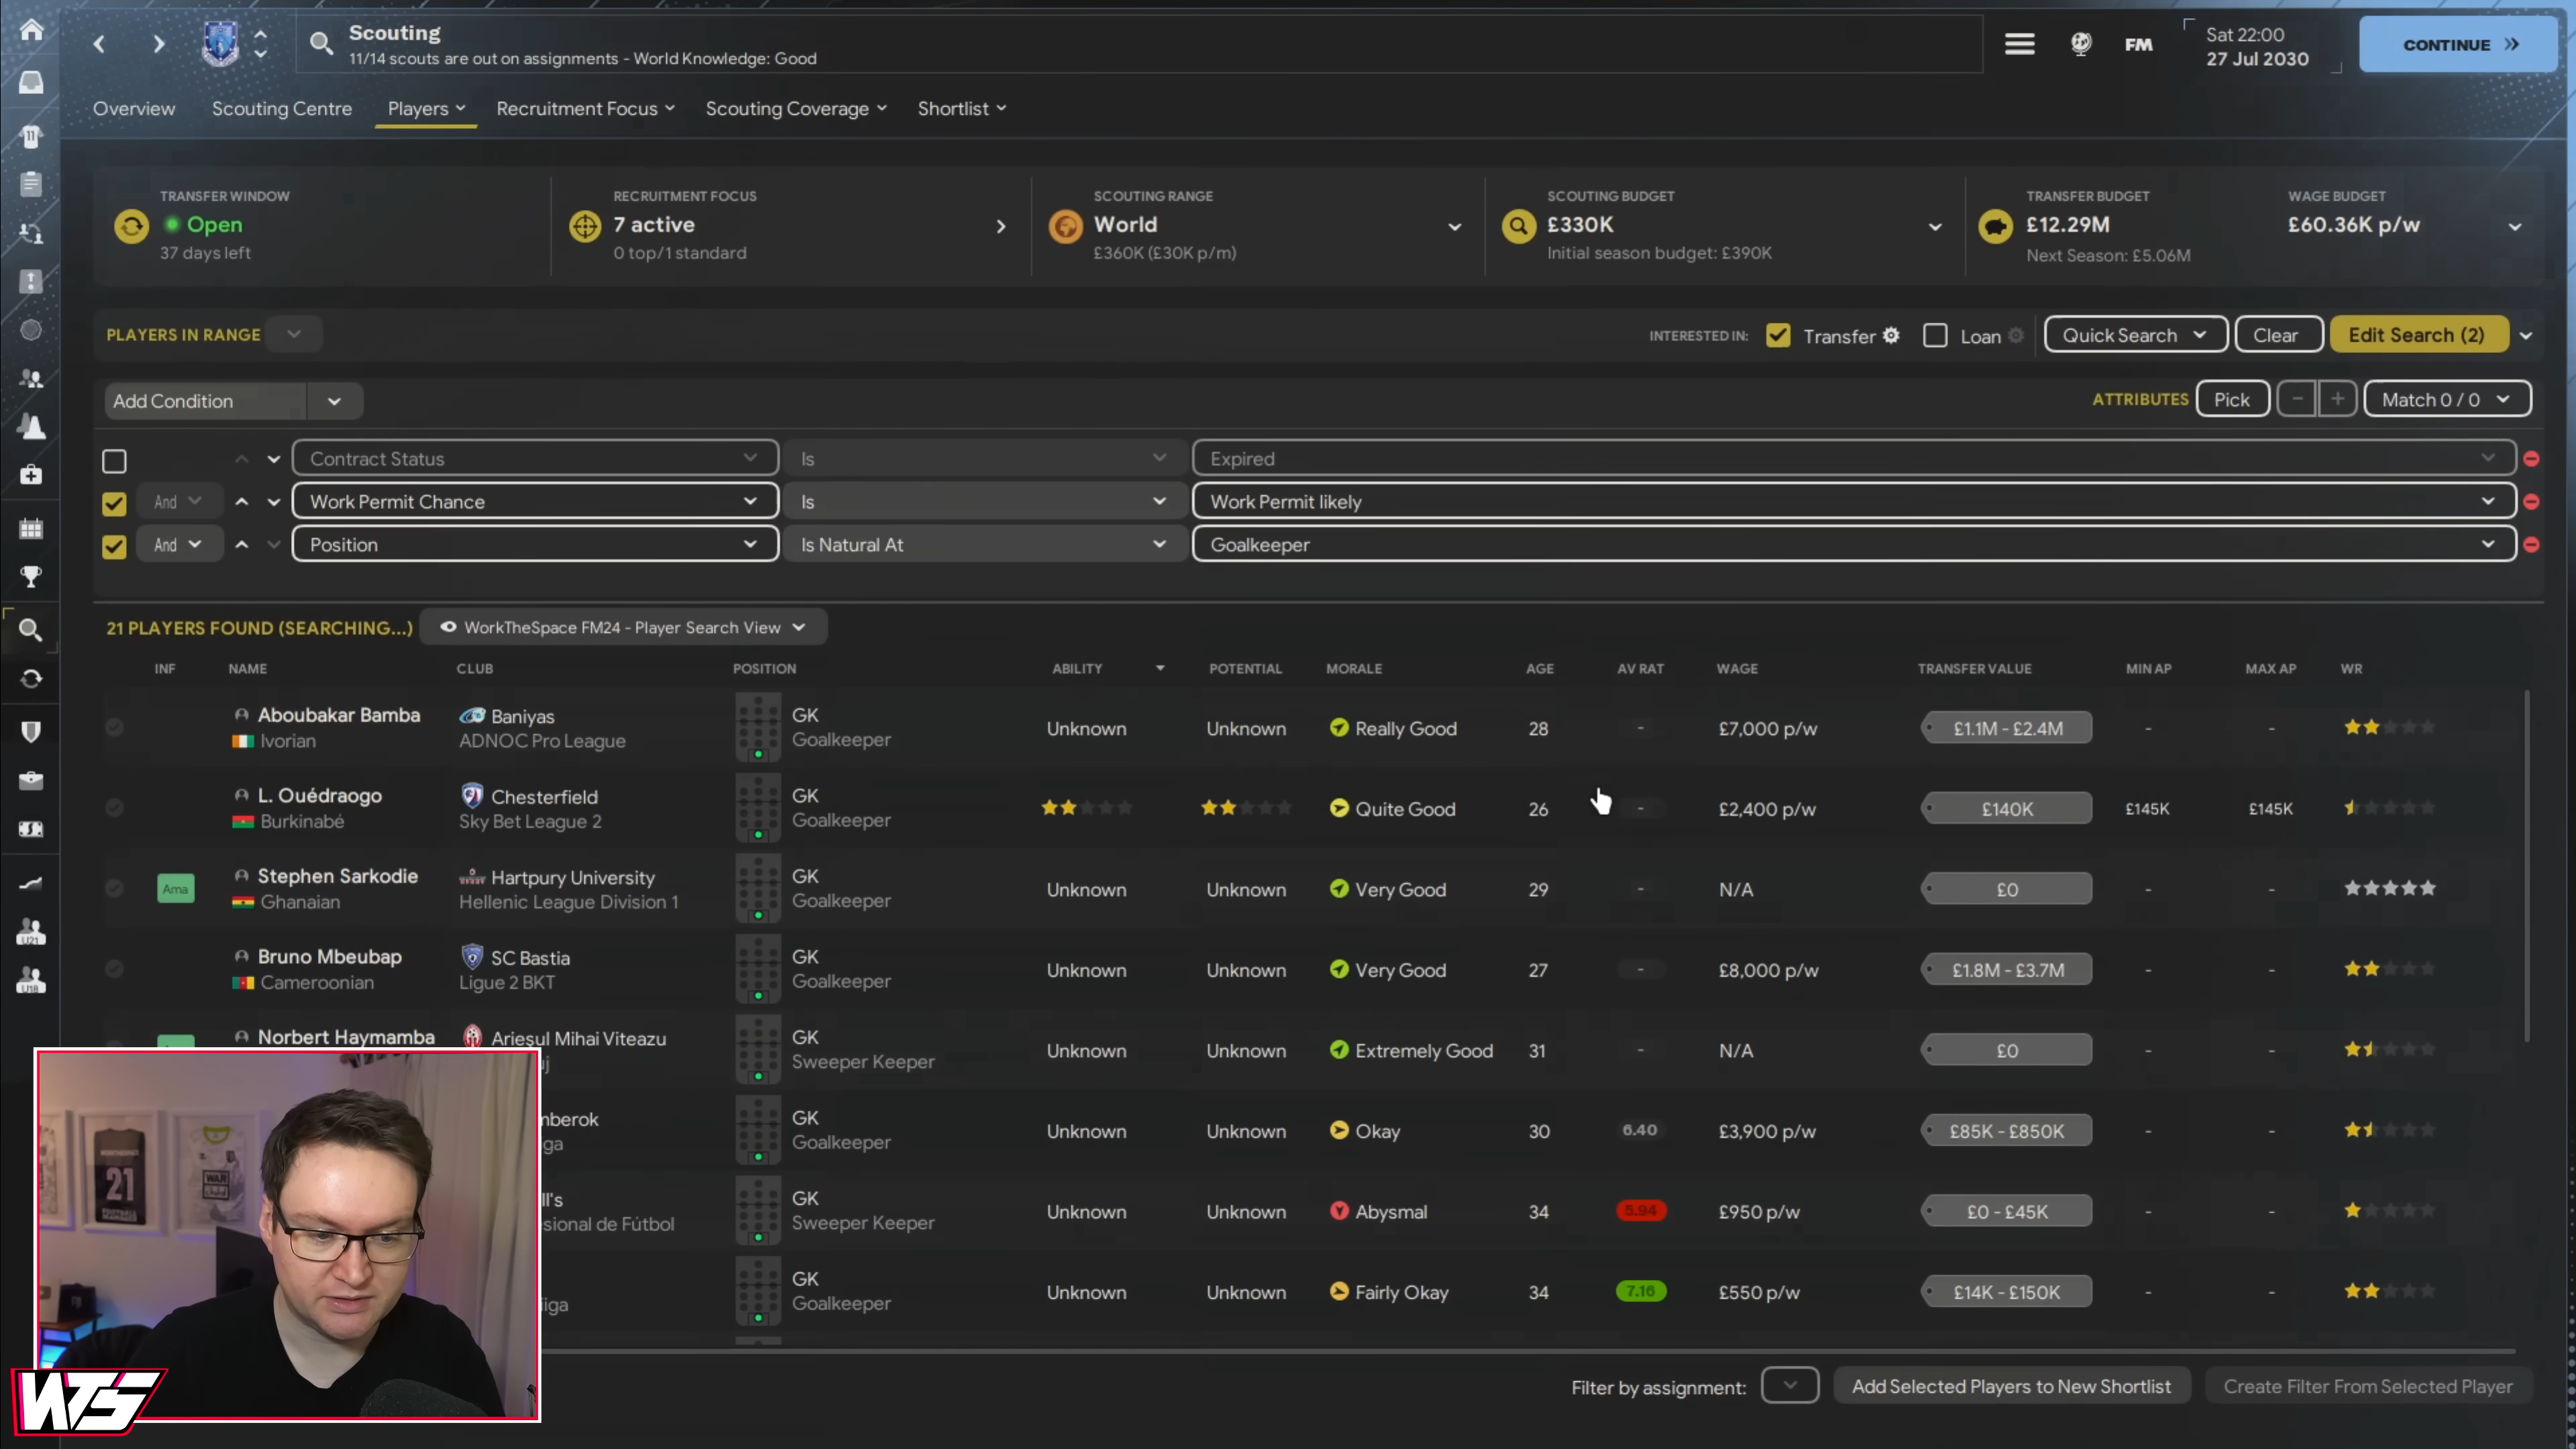 Scouting
11/14 scouts are out on assignments - World Knowledge: Good
FM
Sat 22:00
27 Jul 2030
CONTINUE
Overview Scouting Centre Players Recruitment Focus Scouting Coverage Shortlist
TRANSFER WINDOW
Open
37 days left
RECRUITMENT FOCUS
7 active
0 top/1 standard
SCOUTING RANGE
World
£360K (£30K p/m)
SCOUTING BUDGET
£330K
Initial season budget: £390K
TRANSFER BUDGET
£12.29M
Next Season: £5.06M
WAGE BUDGET
£60.36K p/w
PLAYERS IN RANGE
INTERESTED IN: Transfer Loan Quick Search Clear Edit Search (2)
Add Condition
ATTRIBUTES Pick - + Match 0 / 0
Contract Status Is Expired
And Work Permit Chance Is Work Permit likely
And Position Is Natural At Goalkeeper
21 PLAYERS FOUND (SEARCHING...) WorkTheSpace FM24 - Player Search View
INF NAME CLUB POSITION ABILITY POTENTIAL MORALE AGE AV RAT WAGE TRANSFER VALUE MIN AP MAX AP WR
Aboubakar Bamba Baniyas GK
Unknown Unknown Really Good 28 - £7,000 p/w £1.1M - £2.4M - -
Ivorian ADNOC Pro League Goalkeeper
L. Ouédraogo Chesterfield GK
Quite Good 26 - £2,400 p/w £140K £145K £145K
Burkinabé Sky Bet League 2 Goalkeeper
Stephen Sarkodie Hartpury University GK
Ama Unknown Unknown Very Good 29 - N/A £0 - -
Ghanaian Hellenic League Division 1 Goalkeeper
Bruno Mbeubap SC Bastia GK
Unknown Unknown Very Good 27 - £8,000 p/w £1.8M - £3.7M - -
Cameroonian Ligue 2 BKT Goalkeeper
Norbert Haymamba Arieşul Mihai Viteazu GK
Unknown Unknown Extremely Good 31 - N/A £0 - -
Sweeper Keeper
nberok GK
Unknown Unknown Okay 30 6.40 £3,900 p/w £85K - £850K - -
ga Goalkeeper
ll's GK
Unknown Unknown Abysmal 34 5.94 £950 p/w £0 - £45K - -
sional de Fútbol Sweeper Keeper
GK
Unknown Unknown Fairly Okay 34 7.16 £550 p/w £14K - £150K - -
iga Goalkeeper
Filter by assignment: Add Selected Players to New Shortlist Create Filter From Selected Player
U21
U18
11
21
WTS